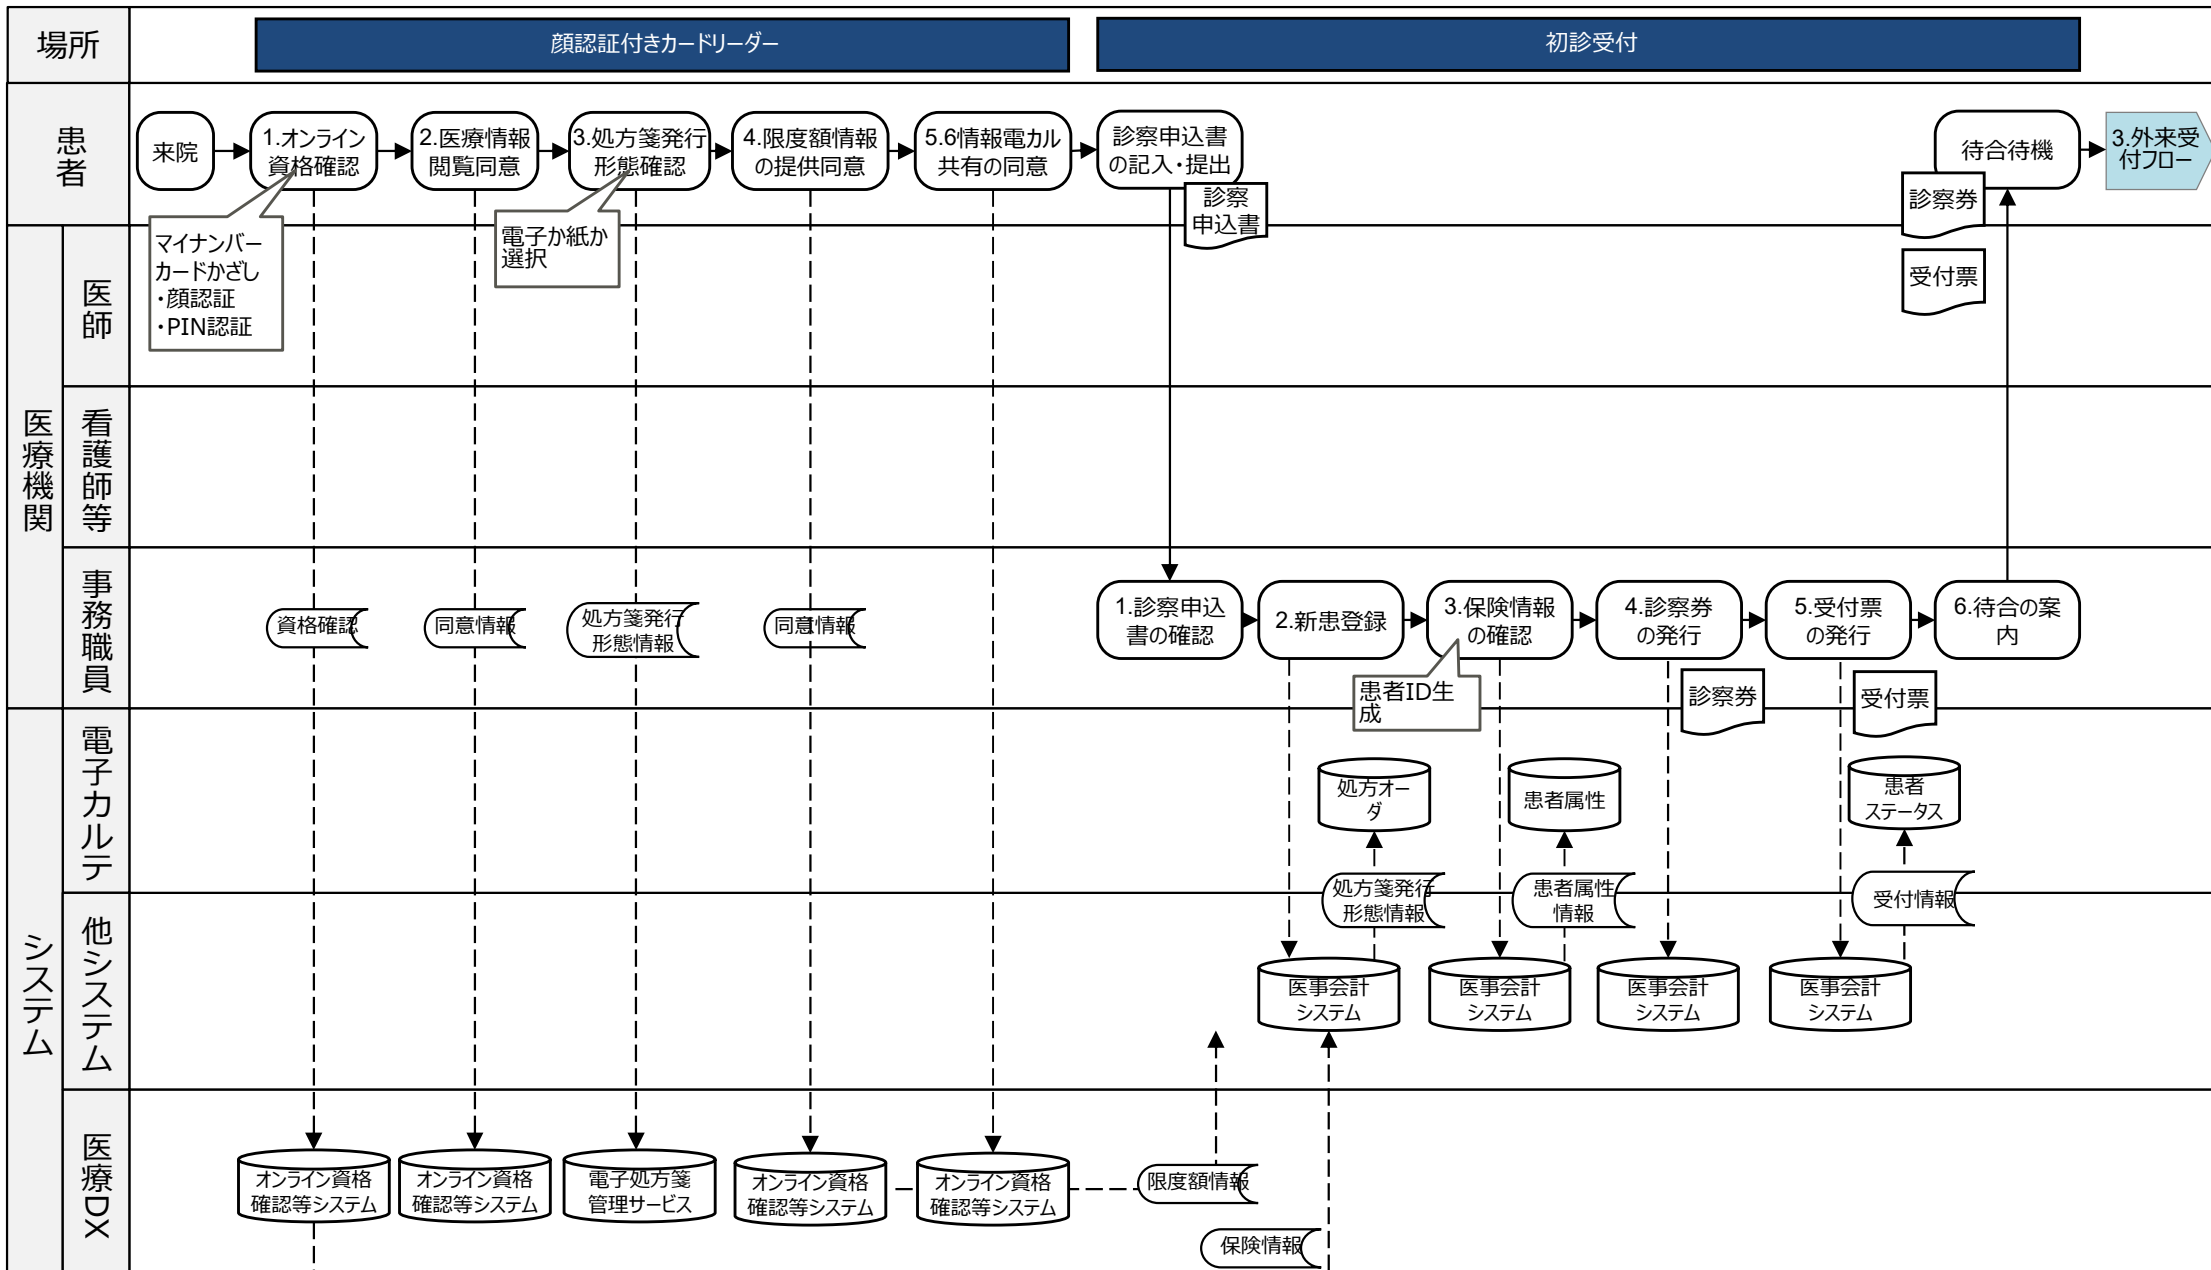 場所
顔認証付きカードリーダー
初診受付
患者
来院
1.オンライン
資格確認
2.医療情報
閲覧同意
3.処方箋発行
形態確認
4.限度額情報
の提供同意
5.6情報電カル
共有の同意
診察申込書
の記入・提出
待合待機
3.外来受
付フロー
診察
申込書
診察券
受付票
マイナンバー
カードかざし
・顔認証
・PIN認証
電子か紙か
選択
医療機関
医師
看護師等
事務職員
資格確認
同意情報
処方箋発行
形態情報
同意情報
1.診察申込
書の確認
2.新患登録
3.保険情報
の確認
4.診察券
の発行
5.受付票
の発行
6.待合の案
内
患者ID生
成
診察券
受付票
システム
電子カルテ
処方オー
ダ
患者属性
患者
ステータス
処方箋発行
形態情報
患者属性
情報
受付情報
他システム
医事会計
システム
医事会計
システム
医事会計
システム
医事会計
システム
医療DX
オンライン資格
確認等システム
オンライン資格
確認等システム
電子処方箋
管理サービス
オンライン資格
確認等システム
オンライン資格
確認等システム
限度額情報
保険情報